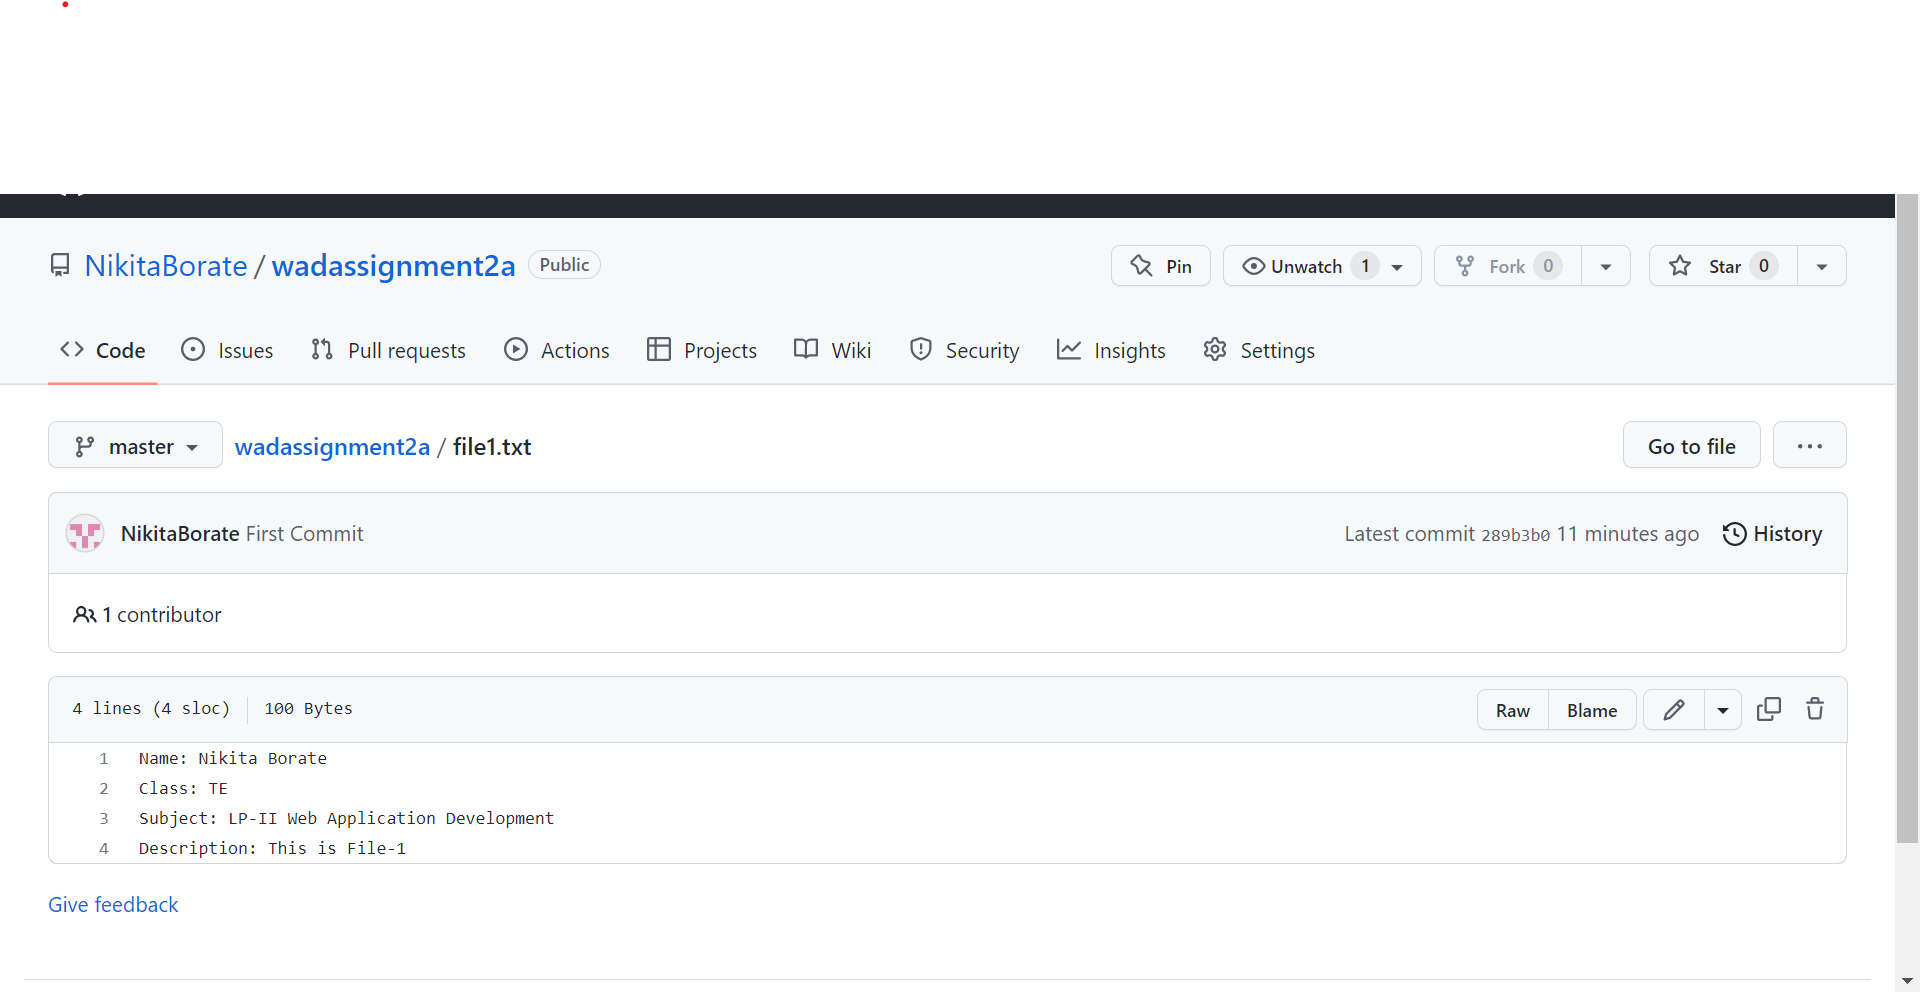 NikitaBorate / wadassignment2a Public Pin Unwatch 1 Fork 0 Star 0
Code Issues Pull requests Actions Projects Wiki Security Insights Settings
master wadassignment2a / file1.txt Go to file ...
NikitaBorate First Commit Latest commit 289b3b0 11 minutes ago History
1 contributor
4 lines (4 sloc) 100 Bytes Raw Blame
1 Name: Nikita Borate
2 Class: TE
3 Subject: LP-II Web Application Development
4 Description: This is File-1
Give feedback